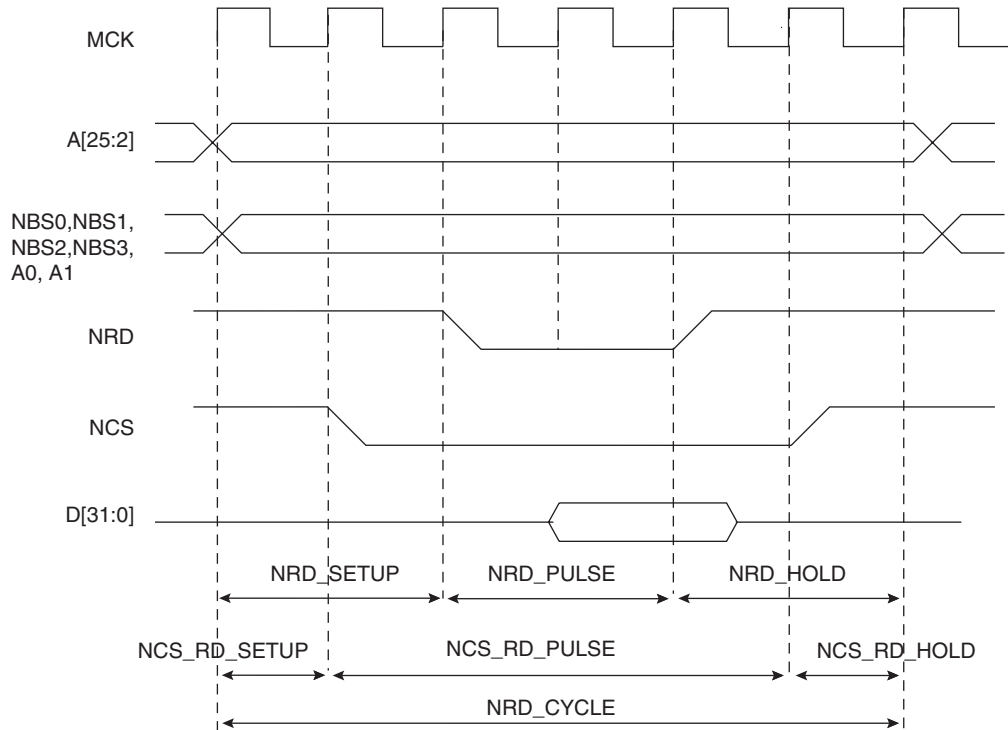 MCK
A[25:2]
NBS0,NBS1,
NBS2,NBS3,
A0, A1
NRD
NCS
D[31:0]
NRD_SETUP NRD_PULSE NRD_HOLD
NCS_RD_SETUP NCS_RD_PULSE NCS_RD_HOLD
NRD_CYCLE